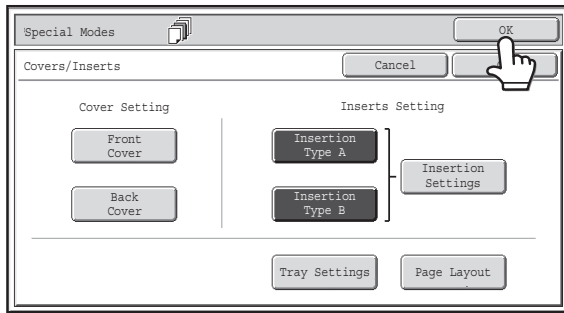 Special Modes
OK
Covers/Inserts
Cancel
Cover Setting
Inserts Setting
Front
Cover
Insertion
Type A
Insertion
Settings
Back
Cover
Insertion
Type B
Tray Settings
Page Layout